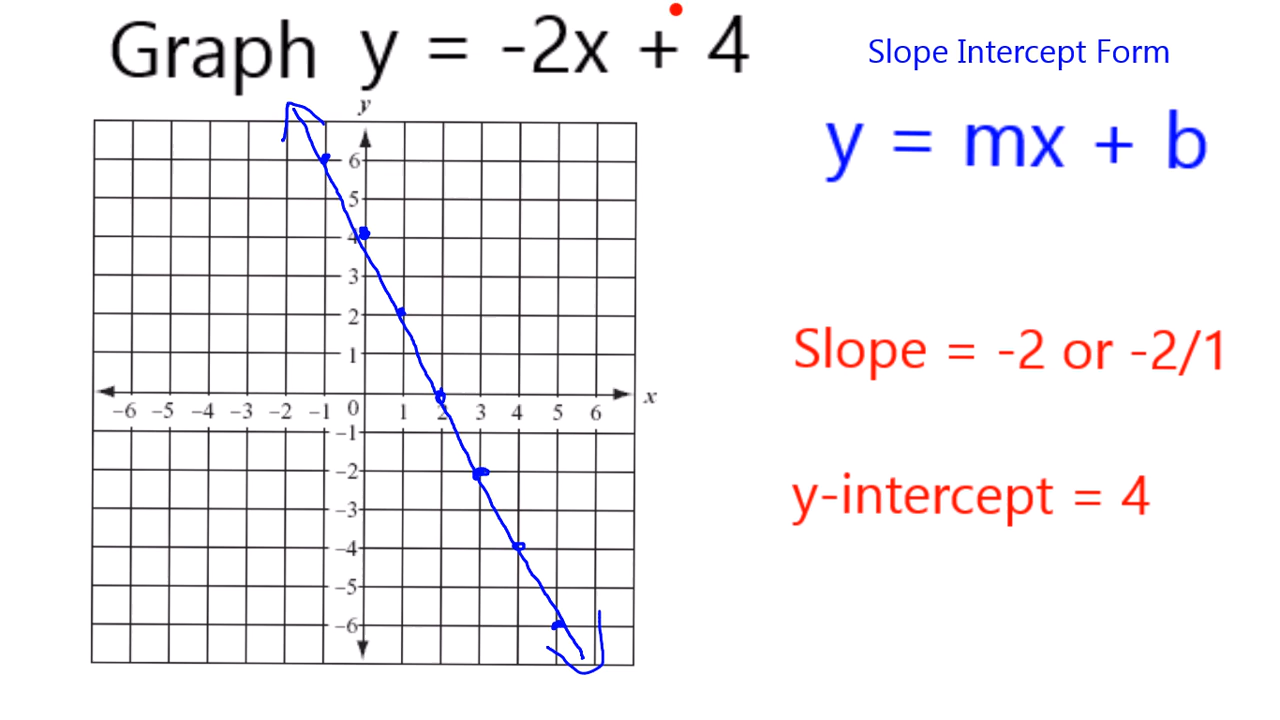 Graph y = -2x + 4
Slope Intercept Form
y = mx + b
y
6
5
4
3
2
1
–6 –5 –4 –3 –2 –1 0 1 2 3 4 5 6 x
–1
–2
–3
–4
–5
–6
Slope = -2 or -2/1
y-intercept = 4